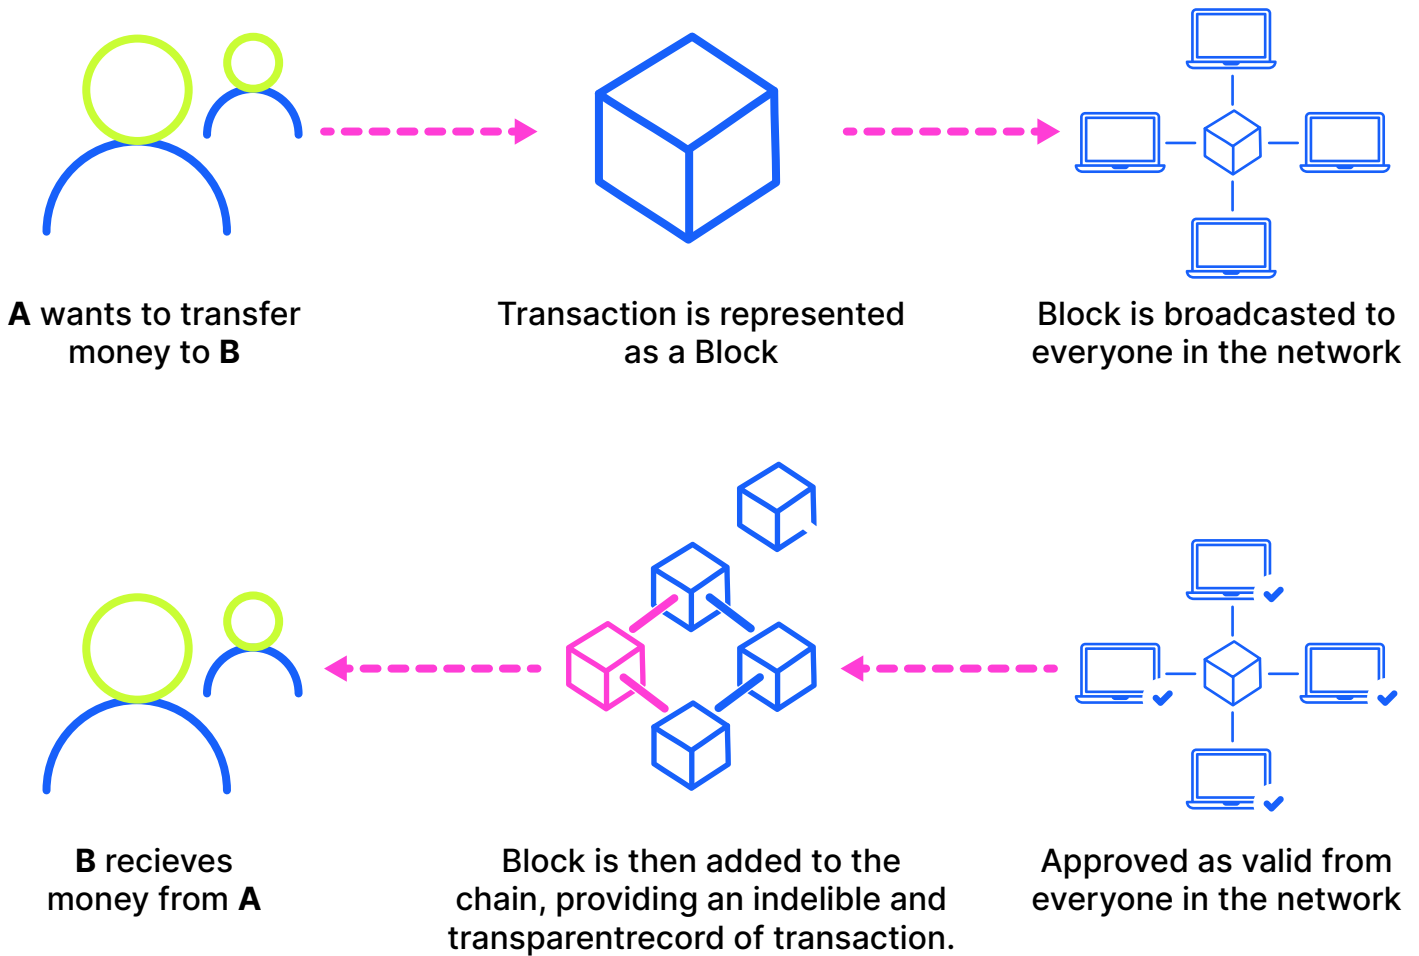 A wants to transfer
money to B
Transaction is represented
as a Block
Block is broadcasted to
everyone in the network
B recieves
money from A
Block is then added to the
chain, providing an indelible and
transparentrecord of transaction.
Approved as valid from
everyone in the network